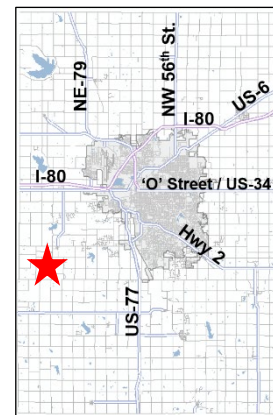 NE-79
NW 56th St.
US-6
I-80
I-80
'O' Street / US-34
Hwy 2
US-77